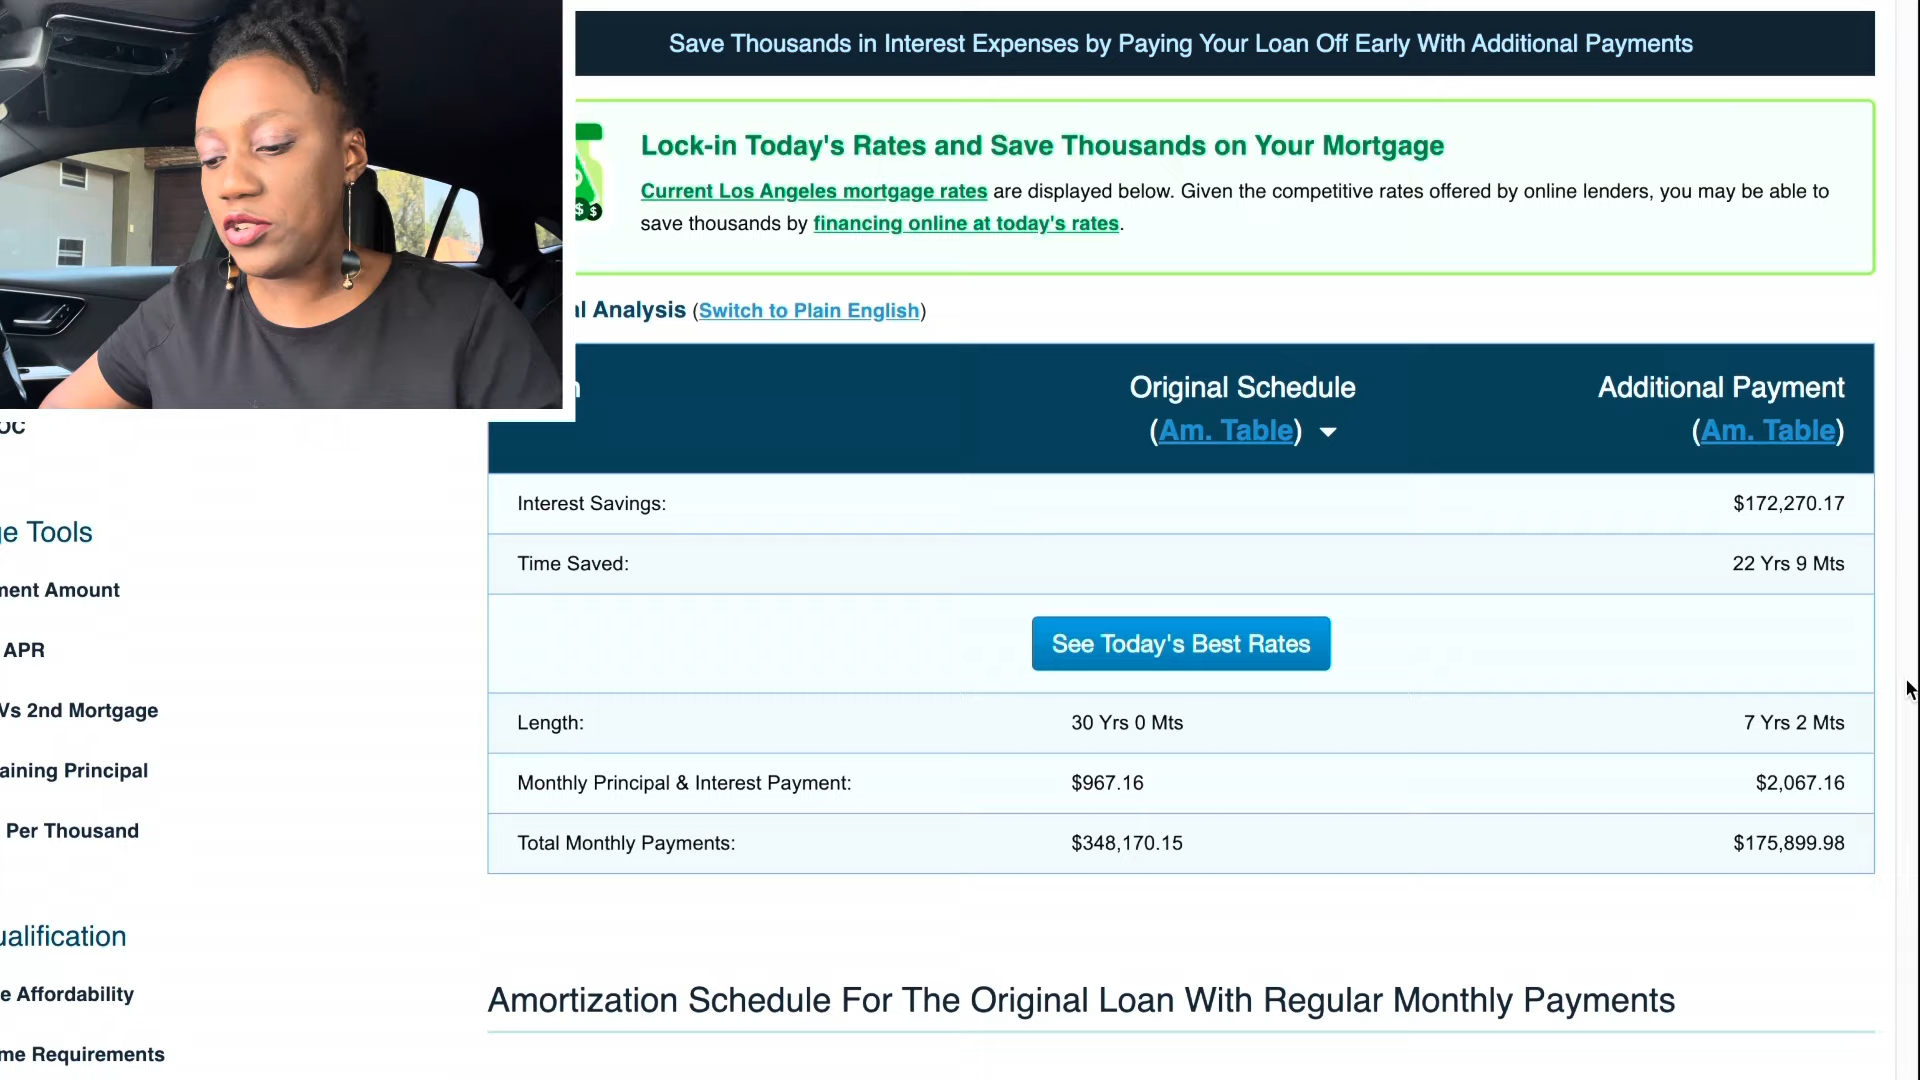 Save Thousands in Interest Expenses by Paying Your Loan Off Early With Additional Payments
Lock-in Today's Rates and Save Thousands on Your Mortgage
Current Los Angeles mortgage rates are displayed below. Given the competitive rates offered by online lenders, you may be able to
save thousands by financing online at today's rates.
$ $
Analysis (Switch to Plain English)
Original Schedule
(Am. Table)
Additional Payment
(Am. Table)
Interest Savings: $172,270.17
Time Saved: 22 Yrs 9 Mts
See Today's Best Rates
Length: 30 Yrs 0 Mts 7 Yrs 2 Mts
Monthly Principal & Interest Payment: $967.16 $2,067.16
Total Monthly Payments: $348,170.15 $175,899.98
Amortization Schedule For The Original Loan With Regular Monthly Payments
Tools
Amount
APR
Vs 2nd Mortgage
Principal
Per Thousand
Affordability
Requirements